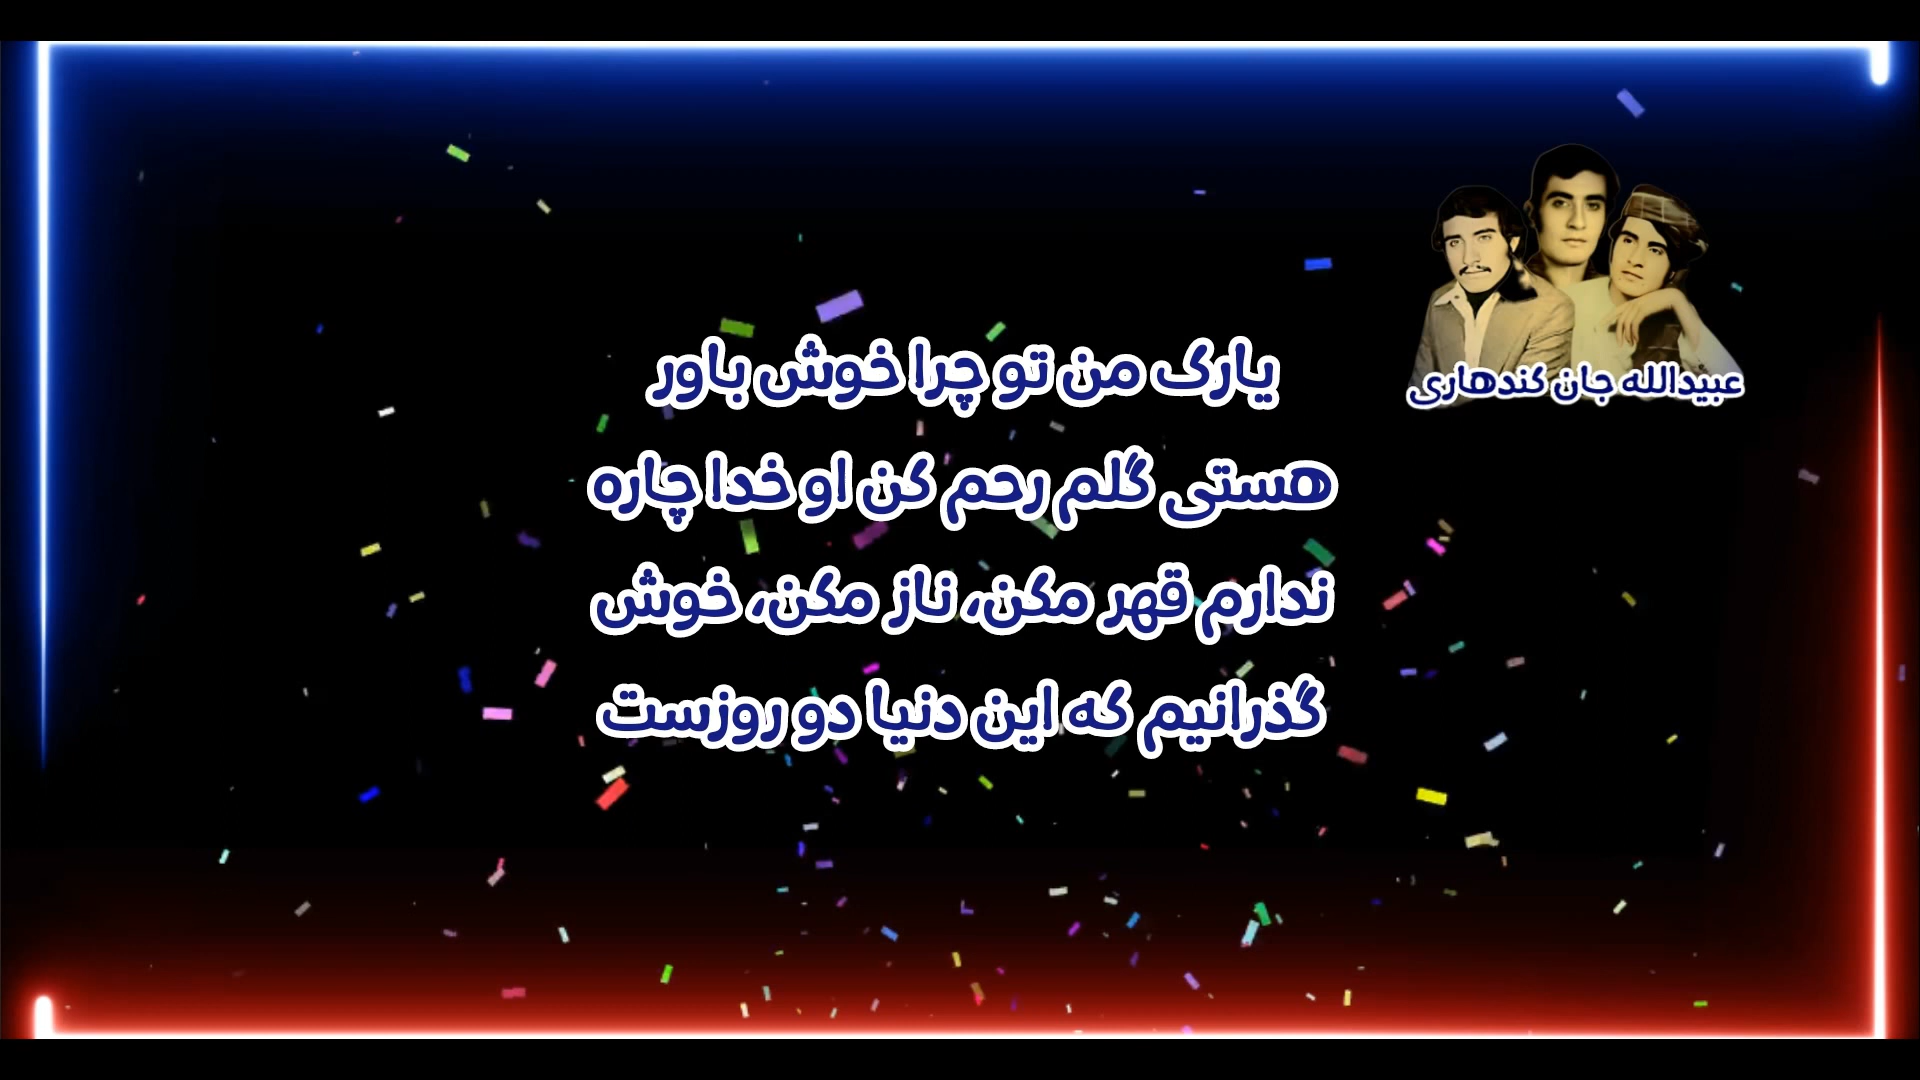 یارک من تو چرا خوش باور
هستی گلم رحم کن او خدا چاره
ندارم قهر مکن، ناز مکن، خوش
گذرانیم که این دنیا دو روزست
عبیدالله جان کندهاری